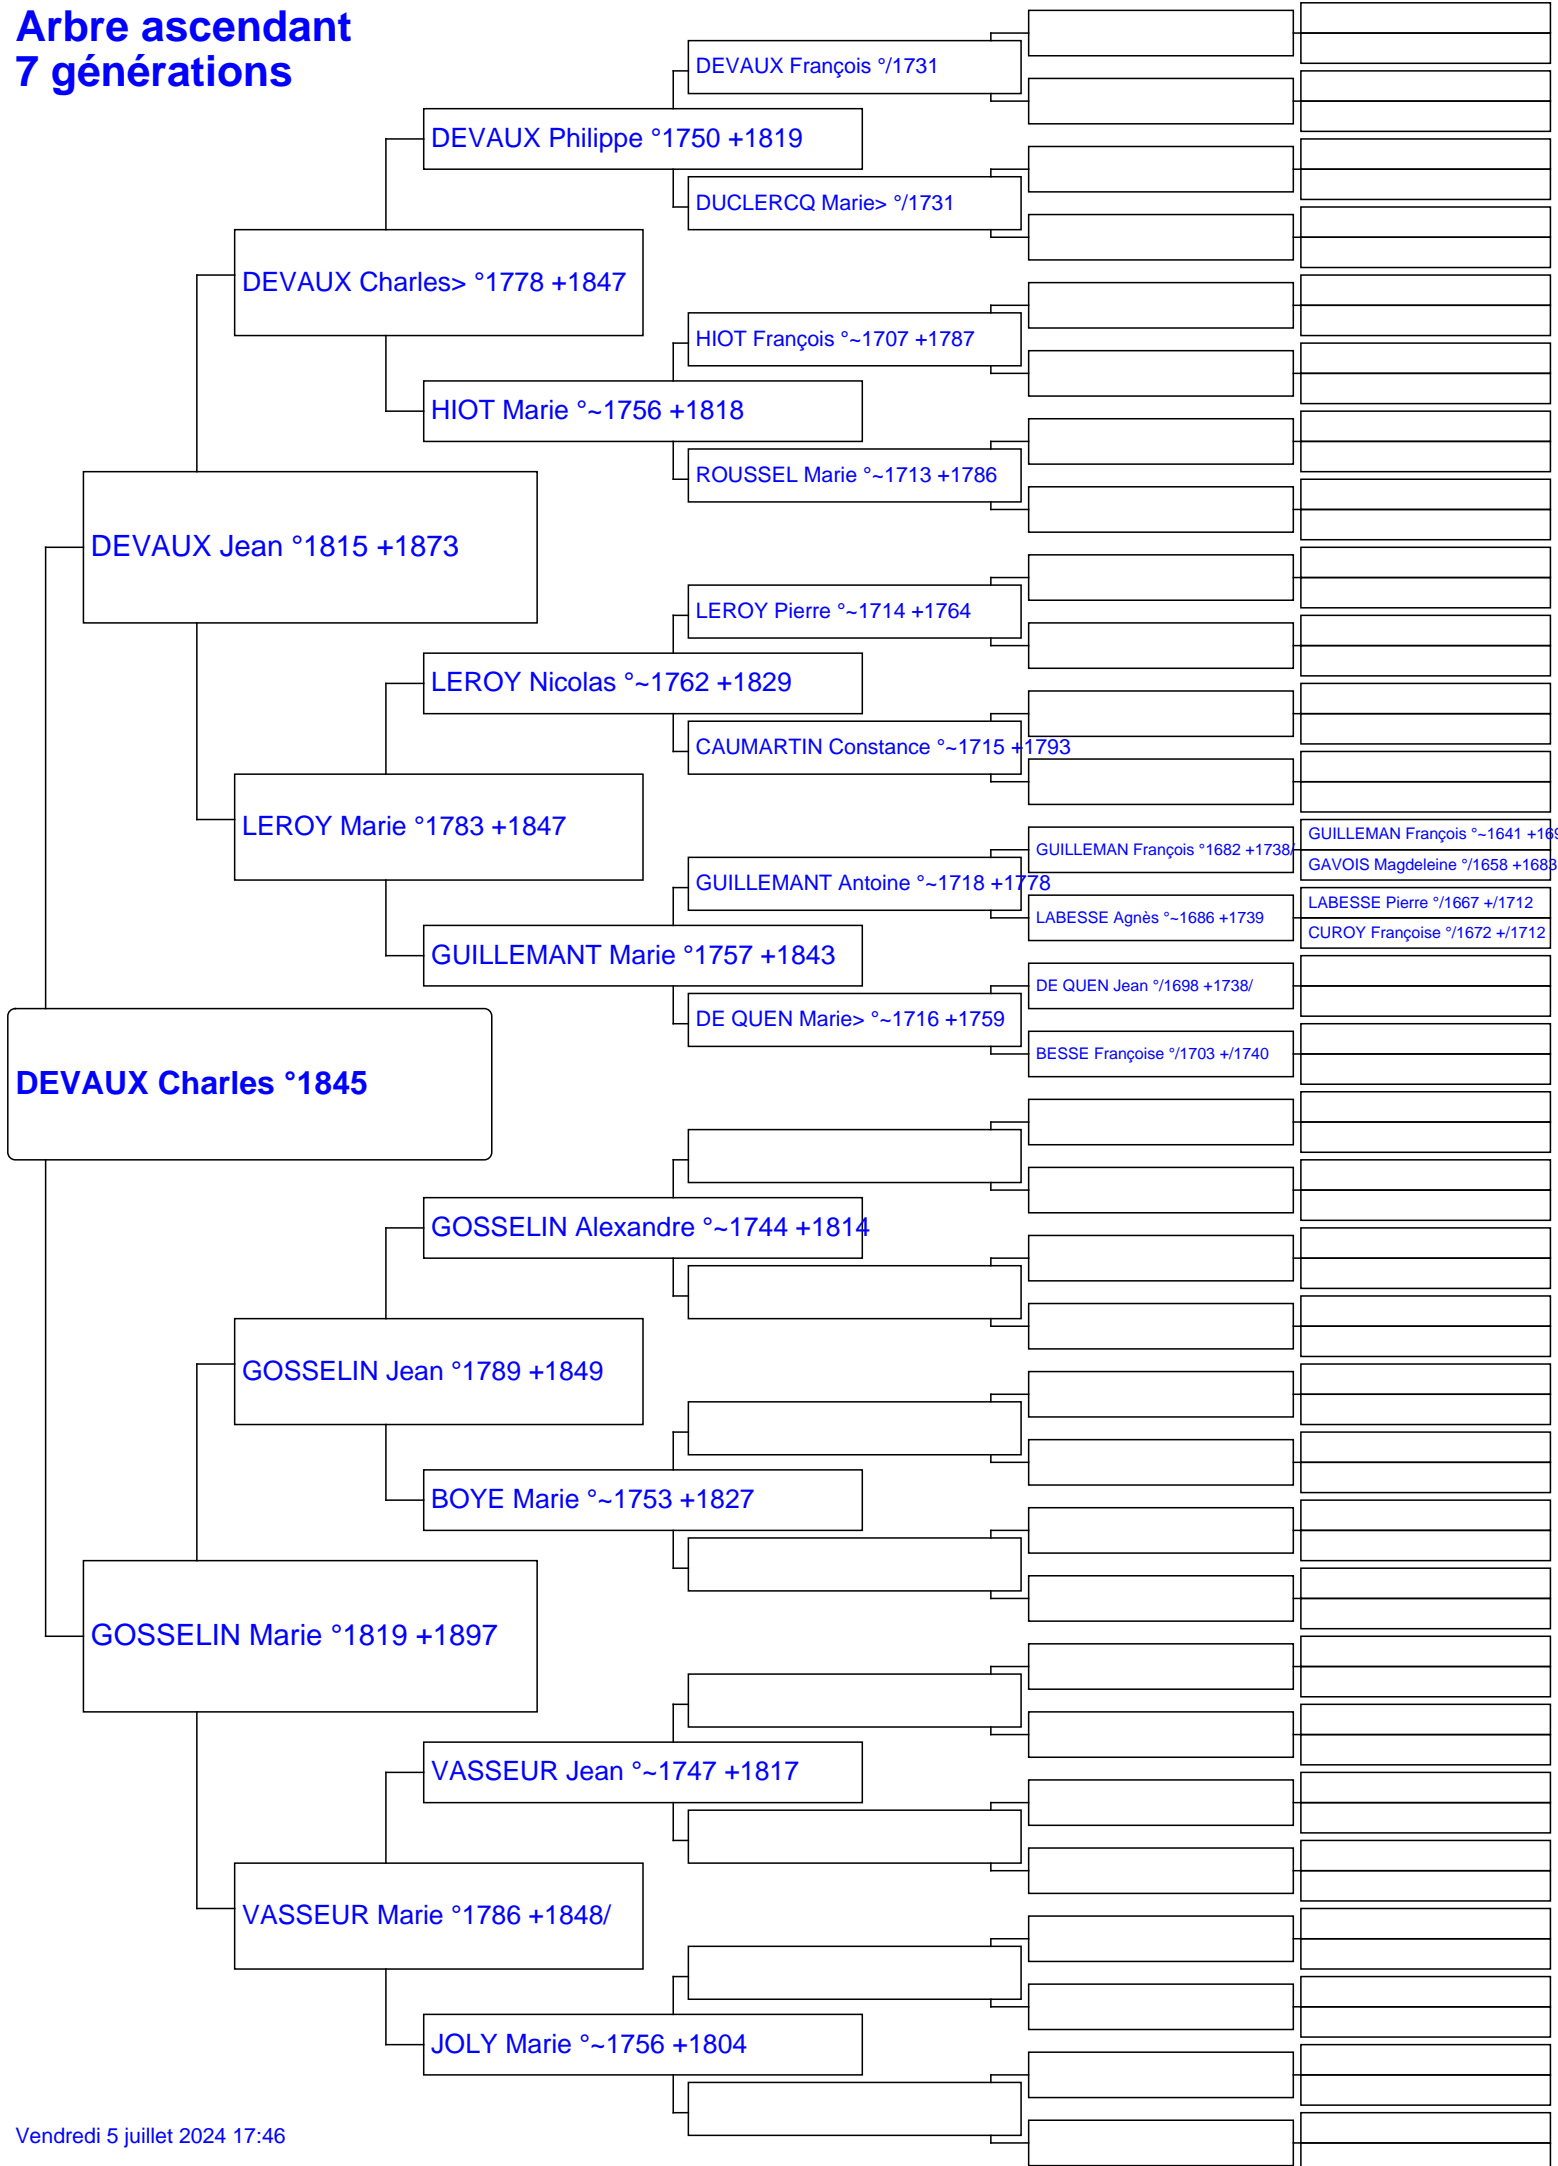 Arbre ascendant
7 générations
DEVAUX François °/1731
DEVAUX Philippe °1750 +1819
DUCLERCQ Marie> °/1731
DEVAUX Charles> °1778 +1847
HIOT François °~1707 +1787
HIOT Marie °~1756 +1818
ROUSSEL Marie °~1713 +1786
DEVAUX Jean °1815 +1873
LEROY Pierre °~1714 +1764
LEROY Nicolas °~1762 +1829
CAUMARTIN Constance °~1715 +1793
LEROY Marie °1783 +1847
GUILLEMAN François °~1641 +169
GUILLEMAN François °1682 +1738/
GAVOIS Magdeleine °/1658 +1683
GUILLEMANT Antoine °~1718 +1778
LABESSE Pierre °/1667 +/1712
LABESSE Agnès °~1686 +1739
CUROY Françoise °/1672 +/1712
GUILLEMANT Marie °1757 +1843
DE QUEN Jean °/1698 +1738/
DE QUEN Marie> °~1716 +1759
BESSE Françoise °/1703 +/1740
DEVAUX Charles °1845
GOSSELIN Alexandre °~1744 +1814
GOSSELIN Jean °1789 +1849
BOYE Marie °~1753 +1827
GOSSELIN Marie °1819 +1897
VASSEUR Jean °~1747 +1817
VASSEUR Marie °1786 +1848/
JOLY Marie °~1756 +1804
Vendredi 5 juillet 2024 17:46